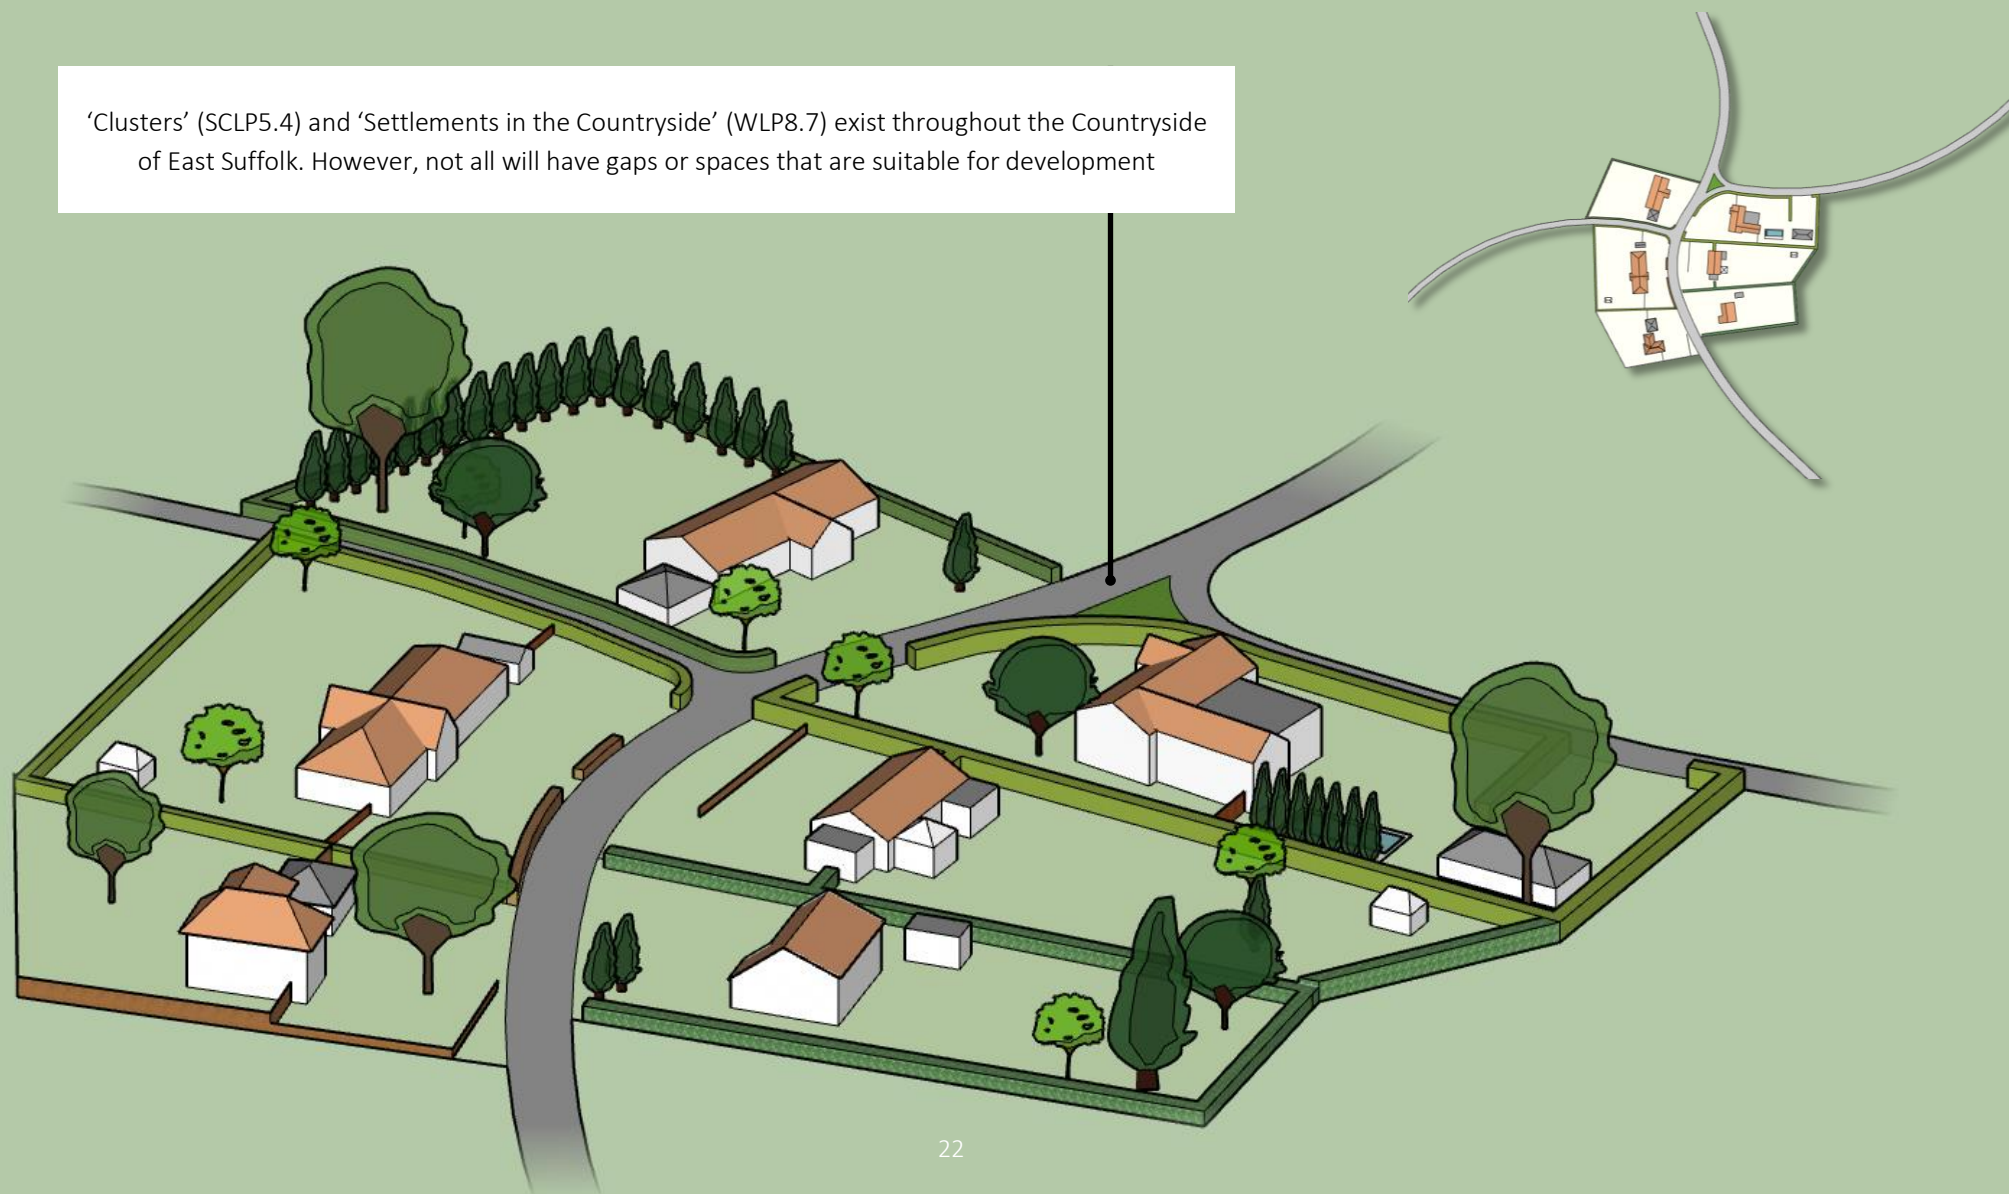 ‘Clusters’ (SCLP5.4) and ‘Settlements in the Countryside’ (WLP8.7) exist throughout the Countryside
of East Suffolk. However, not all will have gaps or spaces that are suitable for development
22